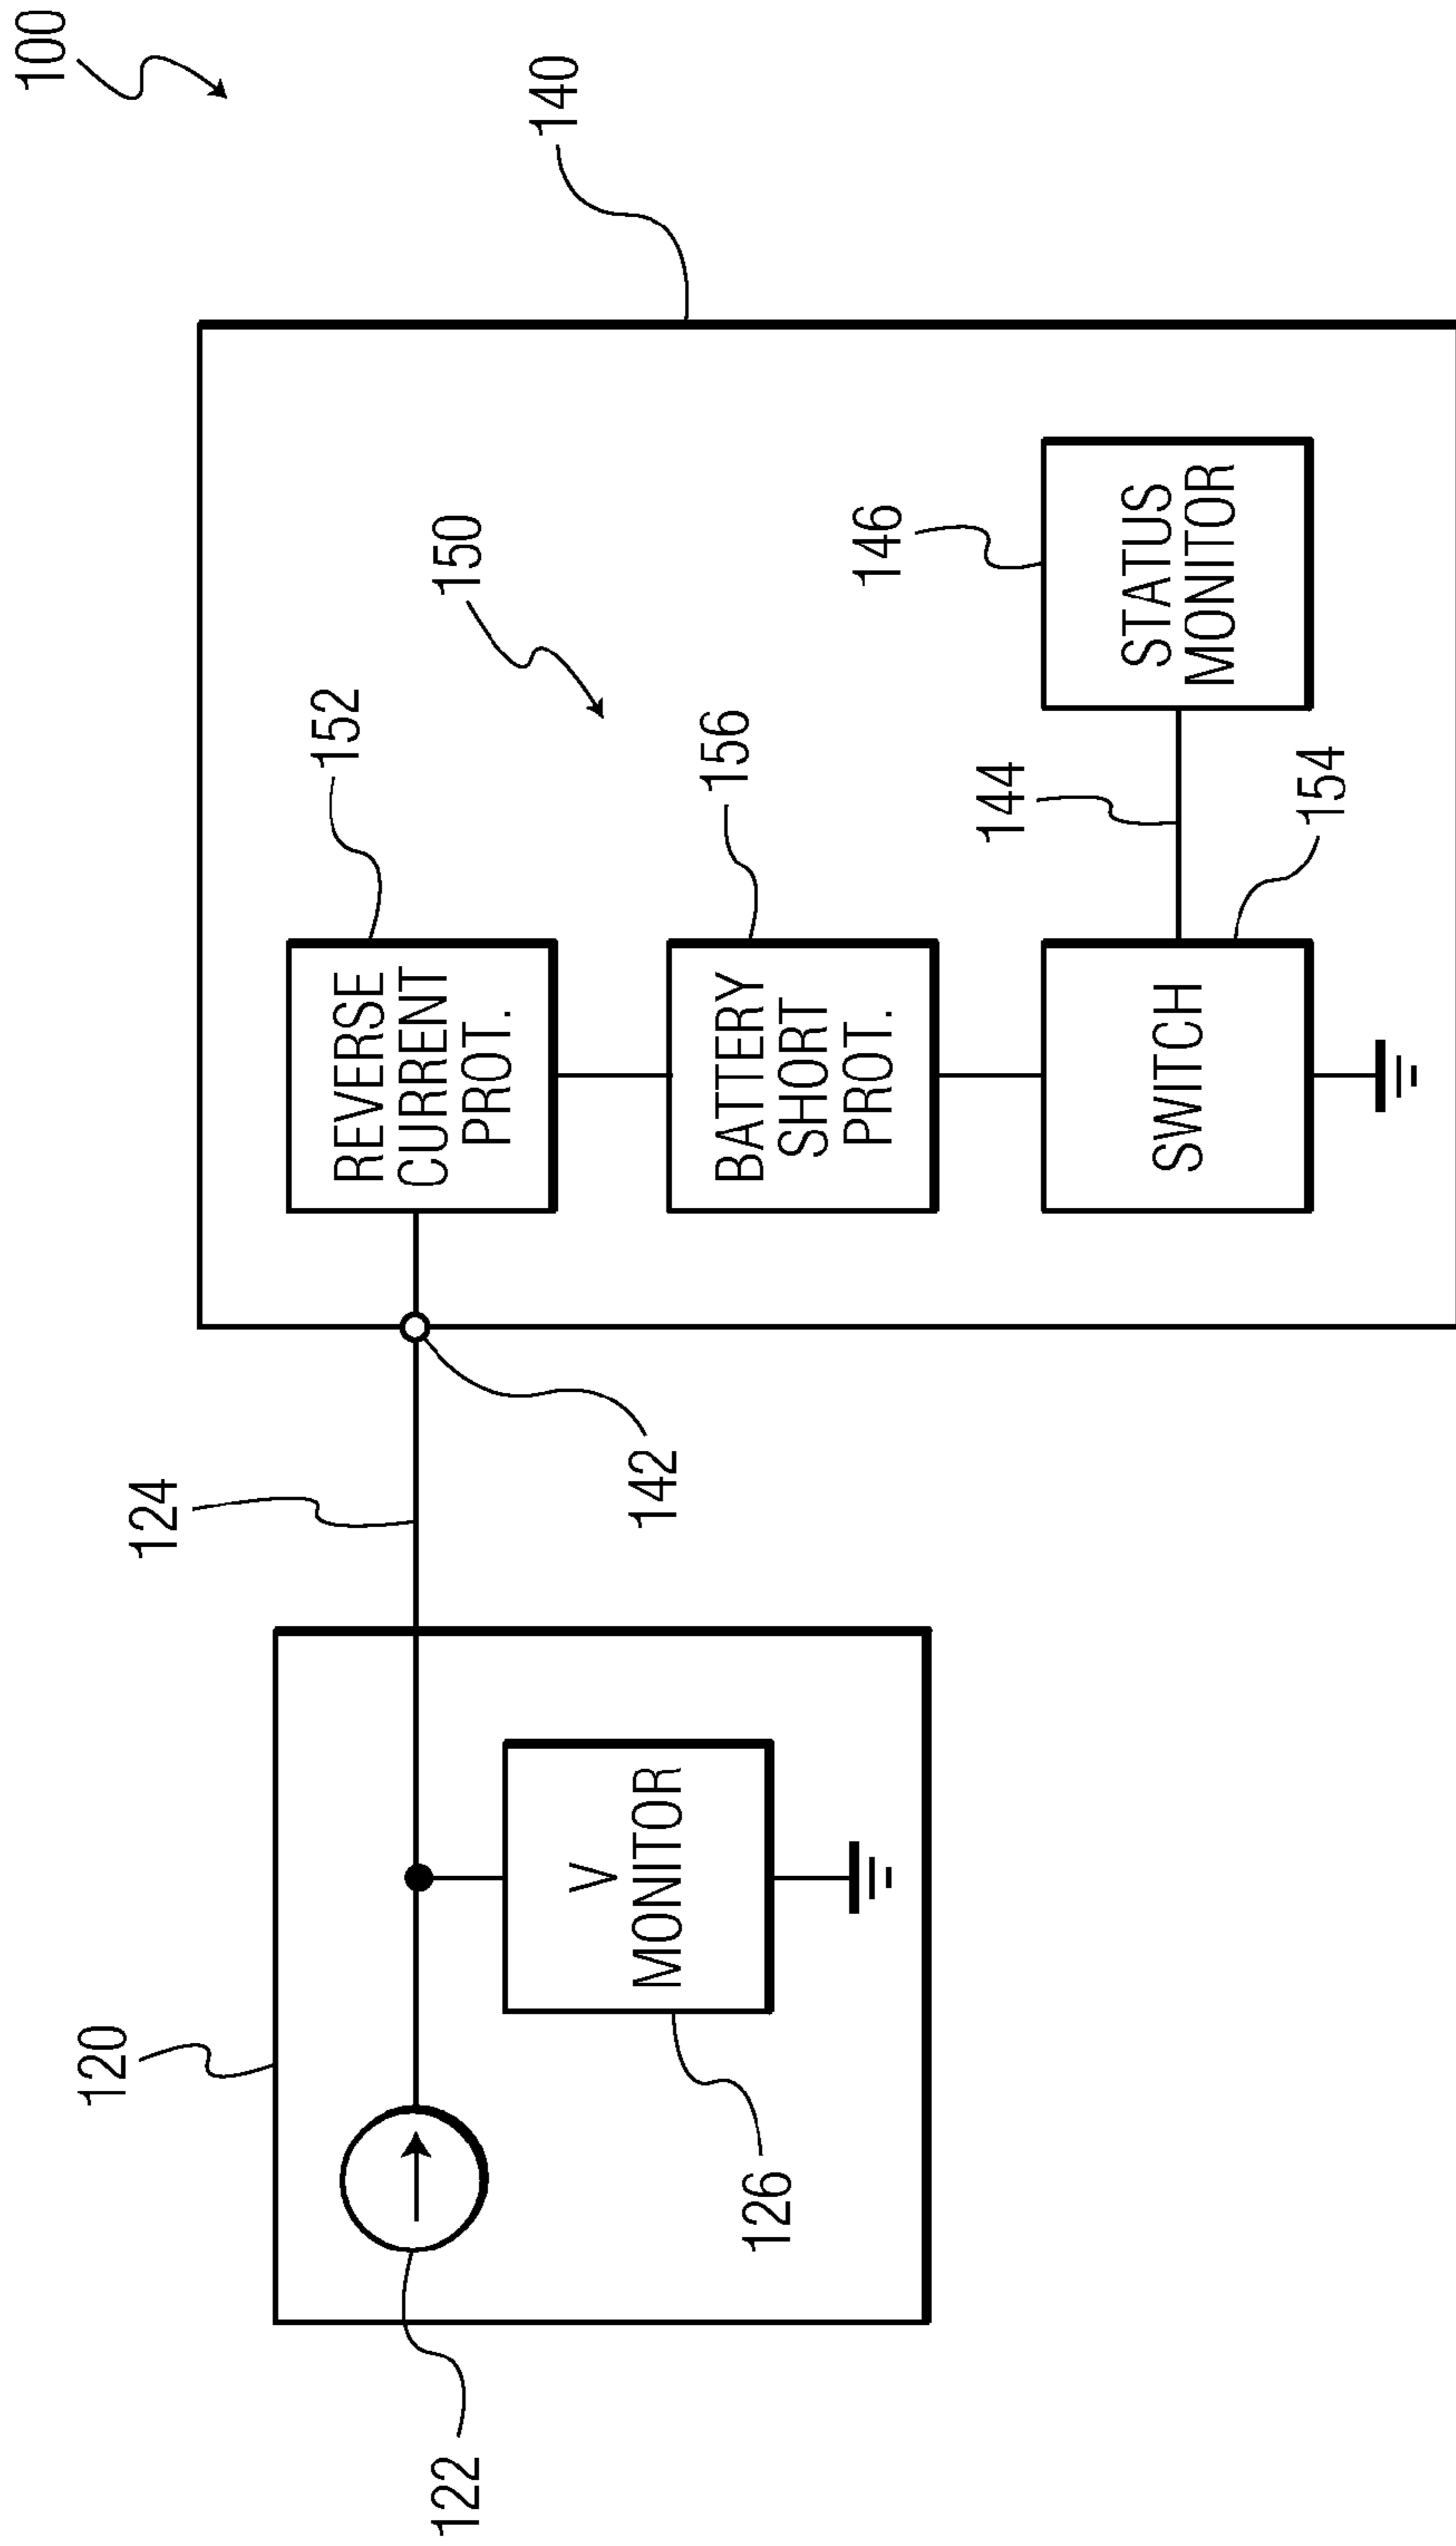 100
120
124
140
122
126
V
MONITOR
142
150
152
REVERSE
CURRENT
PROT.
156
BATTERY
SHORT
PROT.
144
146
STATUS
MONITOR
SWITCH
154